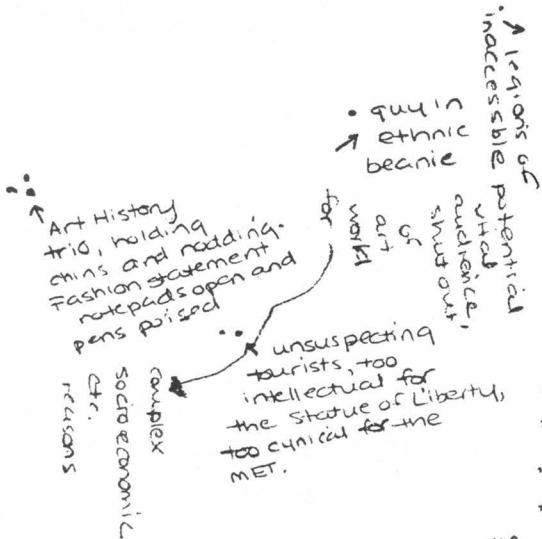 • guy in
ethnic
beanie
legions of
inaccessible potential
vital
audience,
shut out
of
art
world
for
complex
socioeconomic
etc.
reasons
Art History
trio, holding
chins and nodding.
Fashion statement
notepads open and
pens poised
unsuspecting
tourists, too
intellectual for
the Statue of Liberty,
too cynical for the
MET.